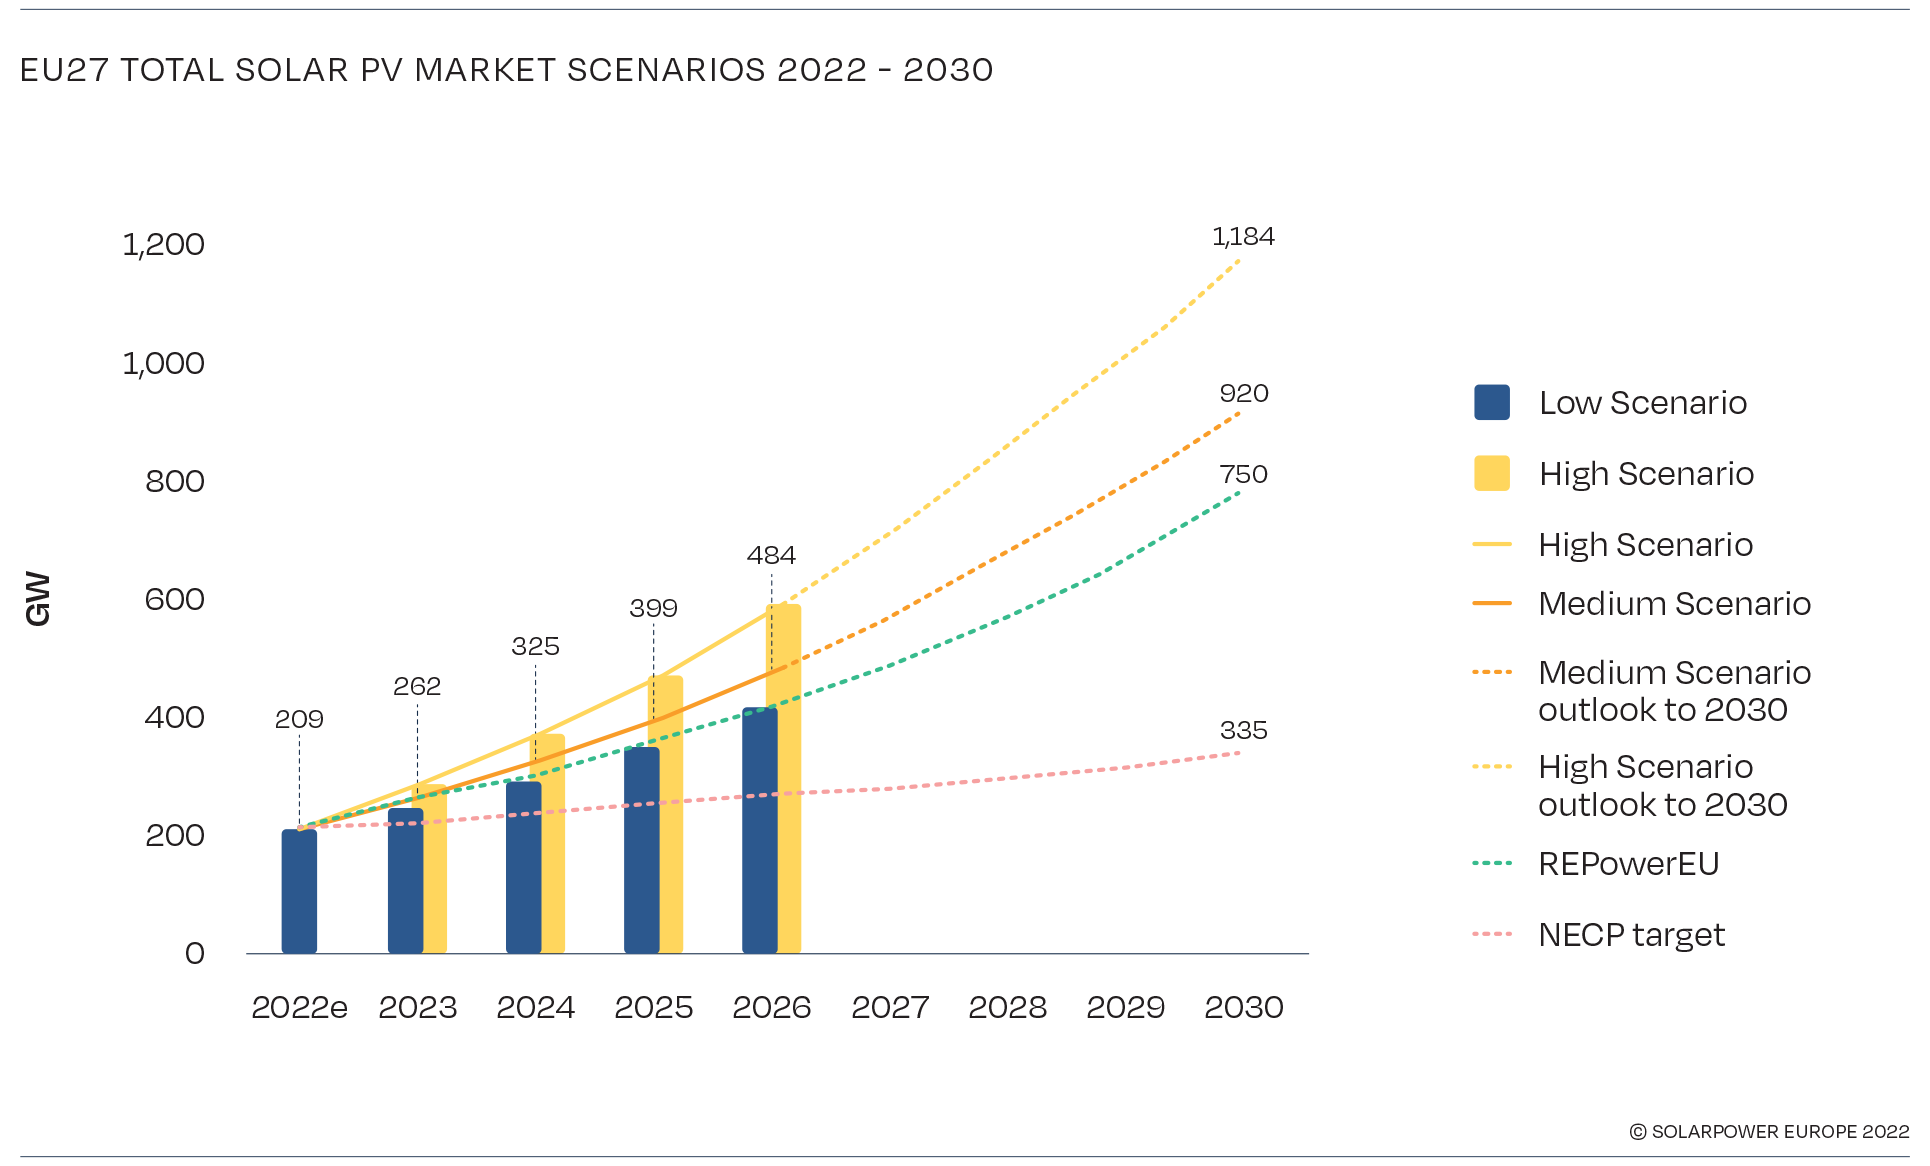 EU27 TOTAL SOLAR PV MARKET SCENARIOS 2022 - 2030
GW
1,200
1,000
800
600
400
200
0
209
262
325
399
484
1,184
920
750
335
2022e 2023 2024 2025 2026 2027 2028 2029 2030
Low Scenario
High Scenario
High Scenario
Medium Scenario
Medium Scenario
outlook to 2030
High Scenario
outlook to 2030
REPowerEU
NECP target
© SOLARPOWER EUROPE 2022